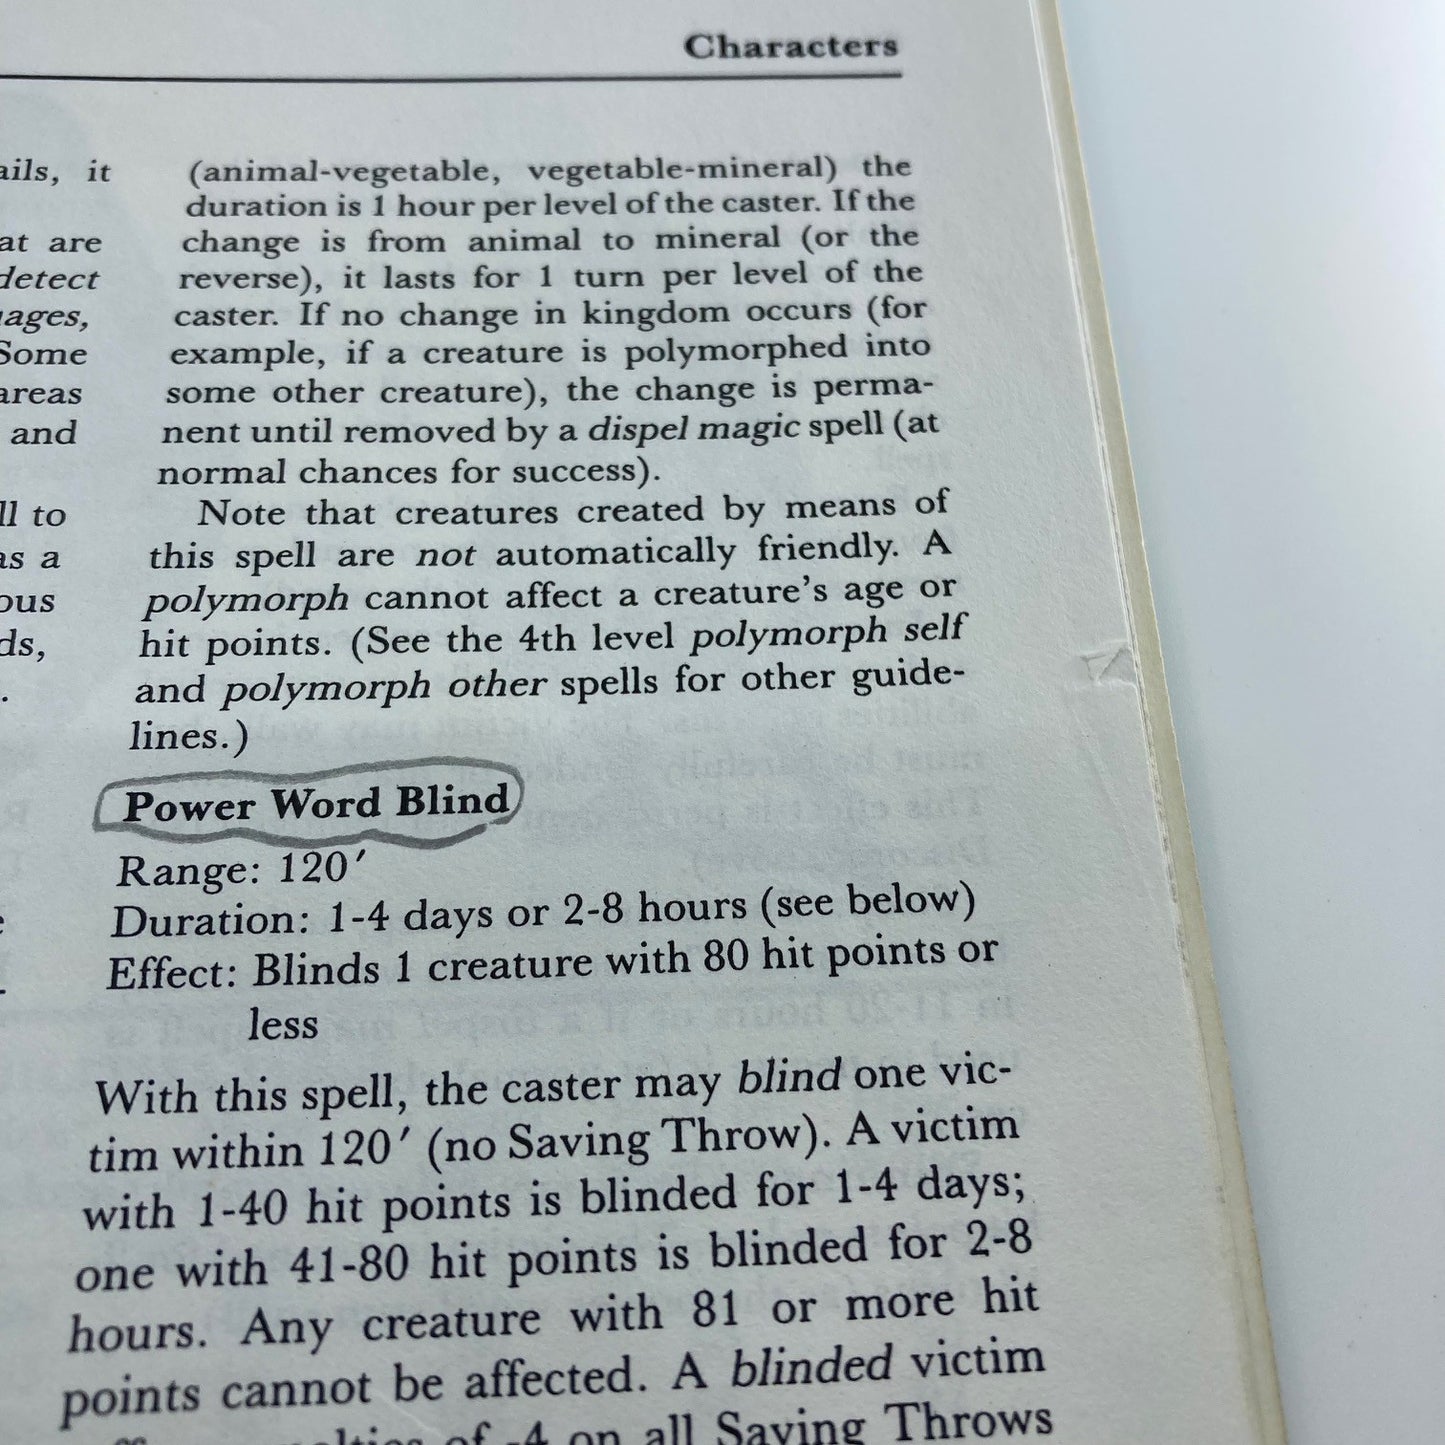 Characters
ails, it
at are
detect
ages,
Some
areas
and
ll to
as a
ous
ds,
(animal-vegetable, vegetable-mineral) the
duration is 1 hour per level of the caster. If the
change is from animal to mineral (or the
reverse), it lasts for 1 turn per level of the
caster. If no change in kingdom occurs (for
example, if a creature is polymorphed into
some other creature), the change is perma-
nent until removed by a dispel magic spell (at
normal chances for success).
Note that creatures created by means of
this spell are not automatically friendly. A
polymorph cannot affect a creature's age or
hit points. (See the 4th level polymorph self
and polymorph other spells for other guide-
lines.)
Power Word Blind
Range: 120′
Duration: 1-4 days or 2-8 hours (see below)
Effect: Blinds 1 creature with 80 hit points or
less
With this spell, the caster may blind one vic-
tim within 120′ (no Saving Throw). A victim
with 1-40 hit points is blinded for 1-4 days;
one with 41-80 hit points is blinded for 2-8
hours. Any creature with 81 or more hit
points cannot be affected. A blinded victim
of -4 on all Saving Throws